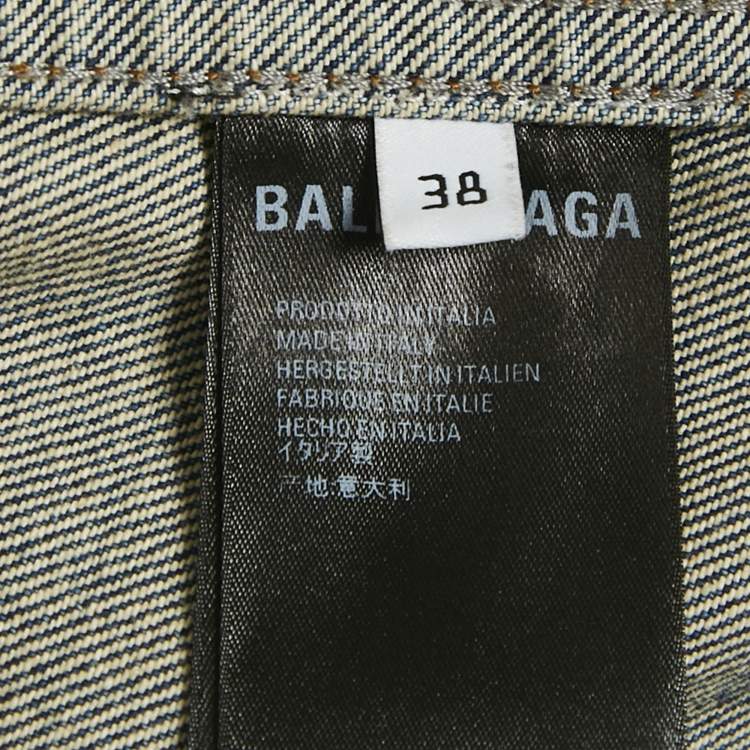 38
BAL AGA
PRODOTTO IN ITALIA
MADE IN ITALY
HERGESTELLT IN ITALIEN
FABRIQUE EN ITALIE
HECHO EN ITALIA
イタリア製
产地:意大利